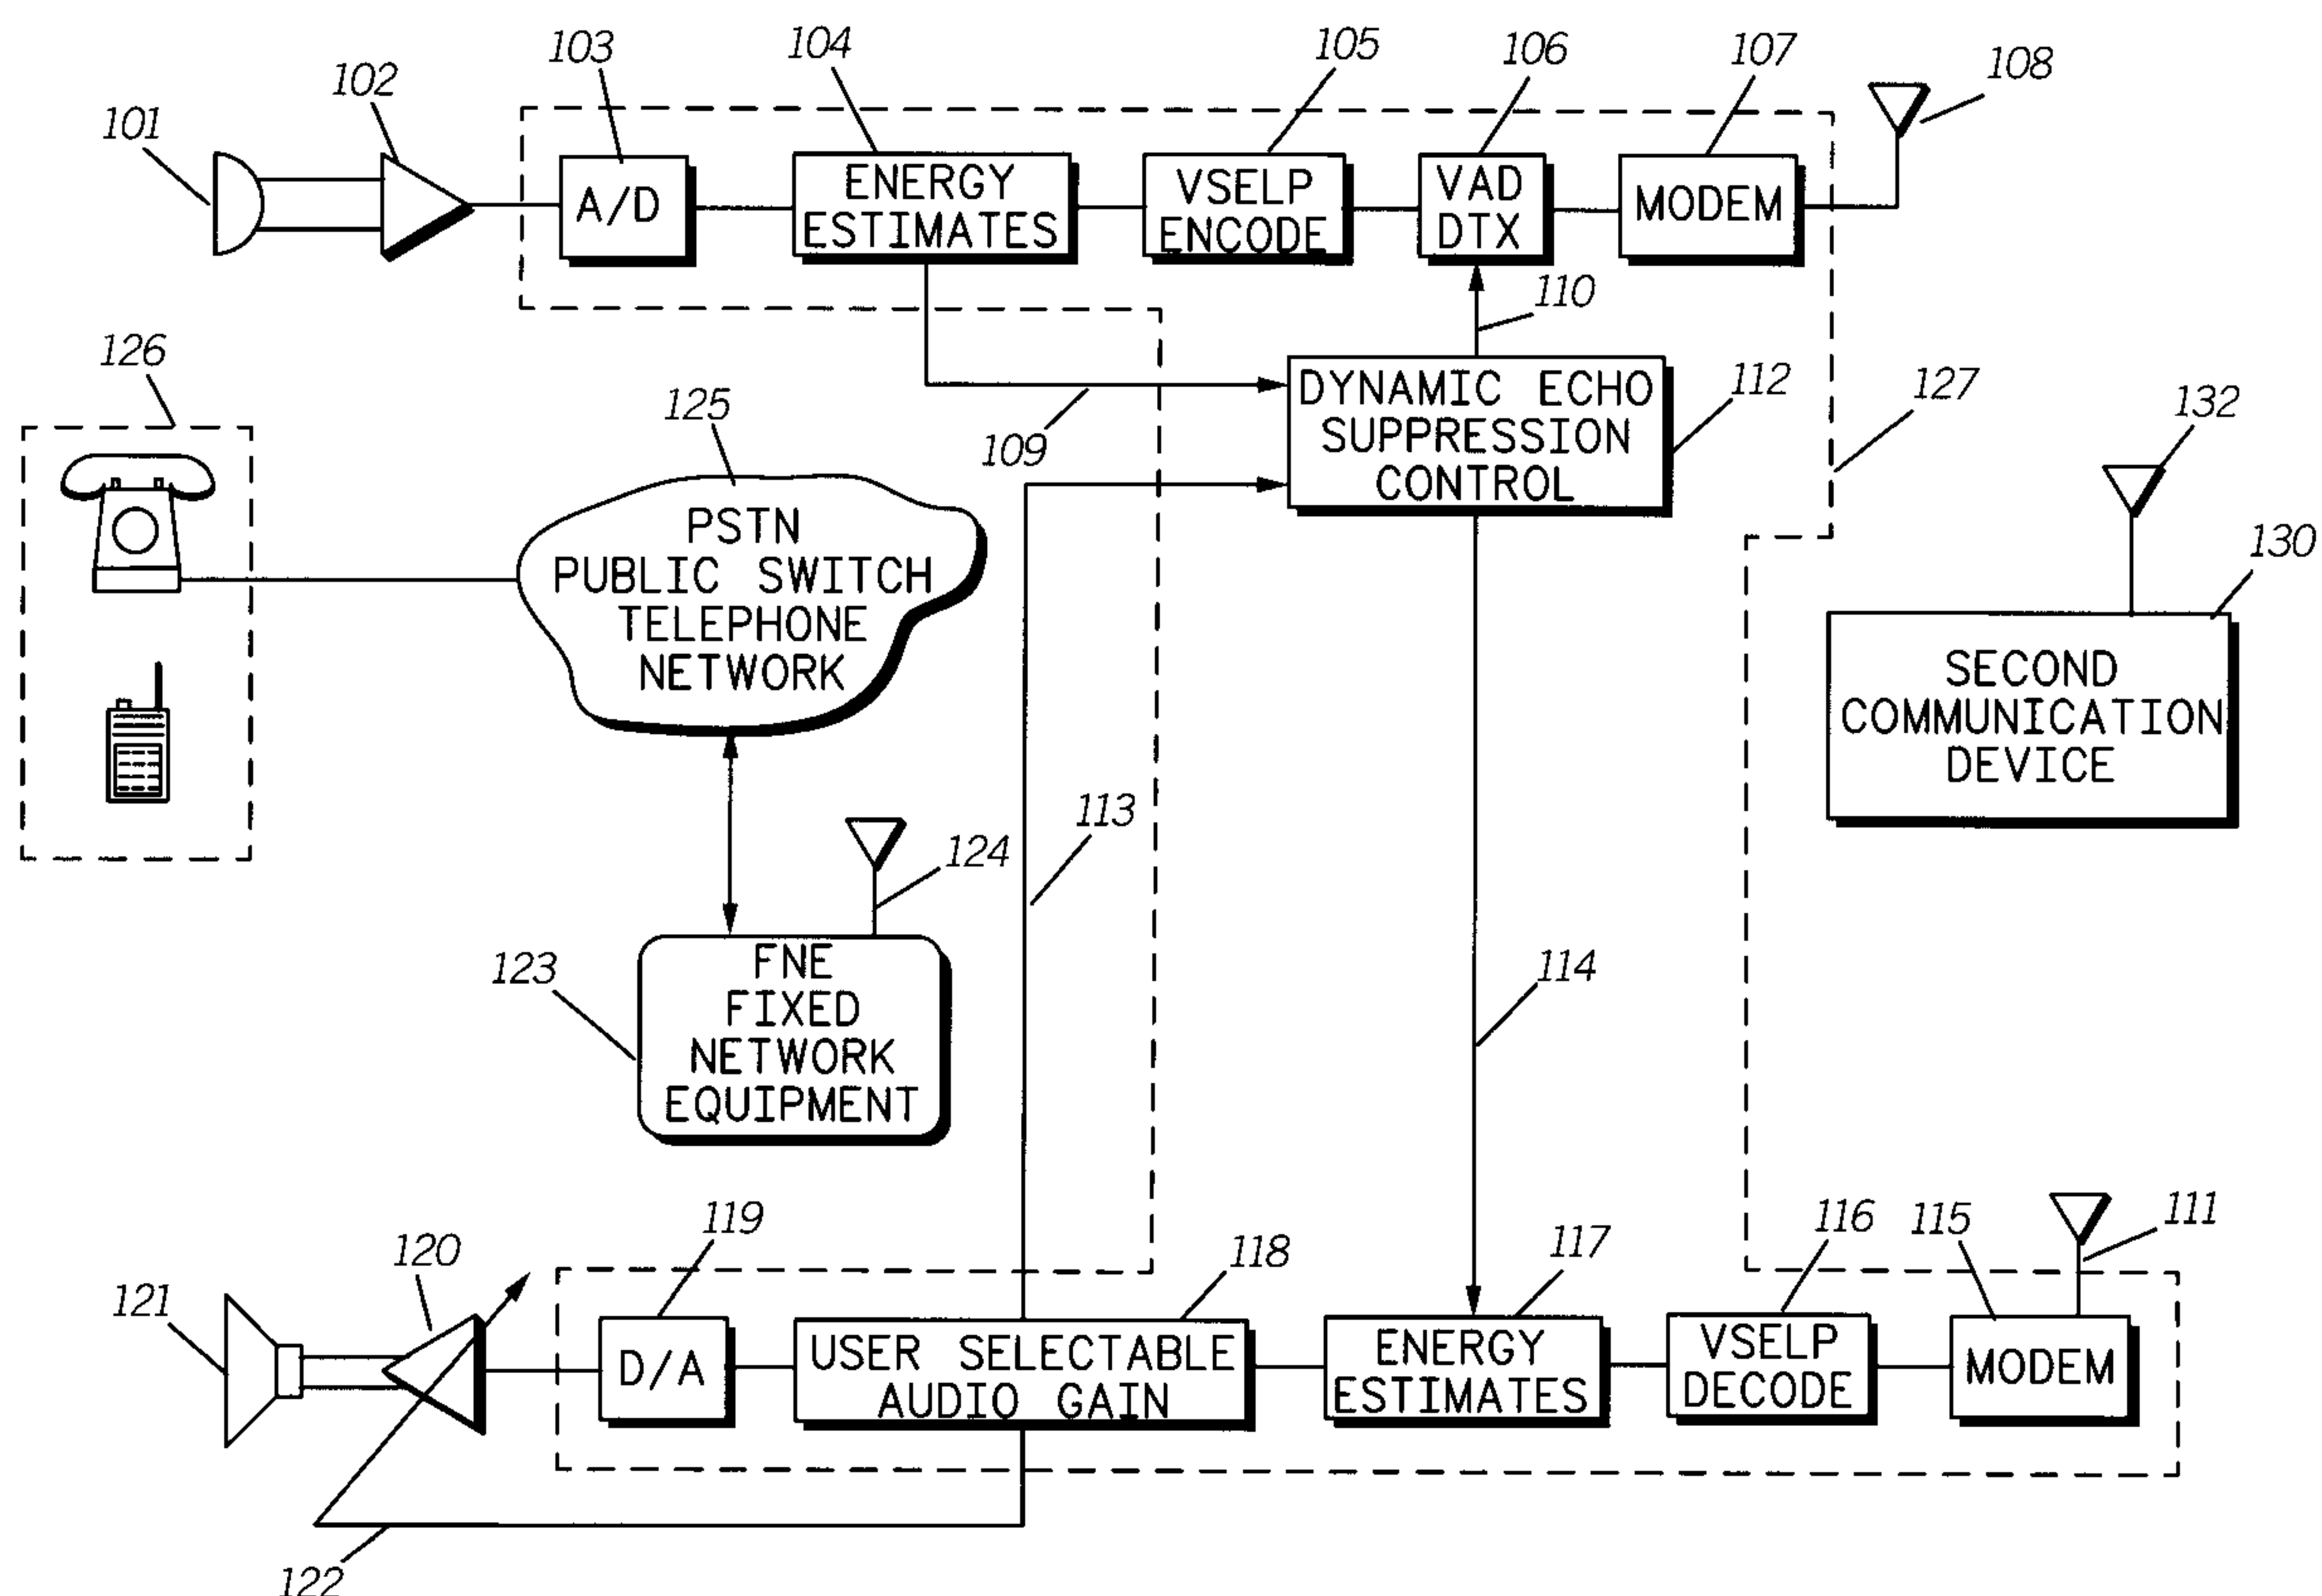 101
102
103
104
105
106
107
108
A/D
ENERGY
ESTIMATES
VSELP
ENCODE
VAD
DTX
MODEM
110
109
DYNAMIC ECHO
SUPPRESSION
CONTROL
112
127
132
126
125
PSTN
PUBLIC SWITCH
TELEPHONE
NETWORK
130
SECOND
COMMUNICATION
DEVICE
113
124
123
FNE
FIXED
NETWORK
EQUIPMENT
114
121
120
119
118
117
116
115
111
D/A
USER SELECTABLE
AUDIO GAIN
ENERGY
ESTIMATES
VSELP
DECODE
MODEM
122